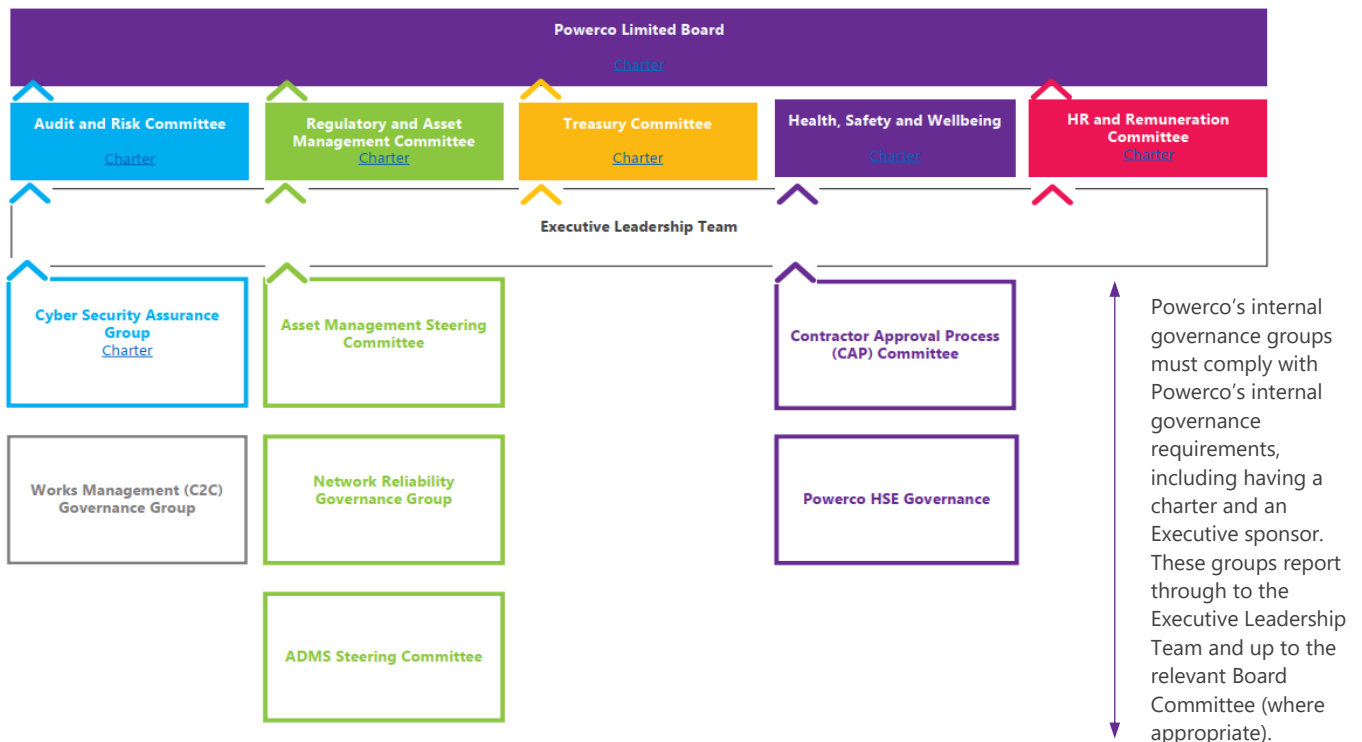 Powerco Limited Board
Charter
Audit and Risk Committee
Charter
Regulatory and Asset
Management Committee
Charter
Treasury Committee
Charter
Health, Safety and Wellbeing
Charter
HR and Remuneration
Committee
Charter
Executive Leadership Team
Cyber Security Assurance
Group
Charter
Asset Management Steering
Committee
Contractor Approval Process
(CAP) Committee
Works Management (C2C)
Governance Group
Network Reliability
Governance Group
Powerco HSE Governance
ADMS Steering Committee
Powerco’s internal
governance groups
must comply with
Powerco’s internal
governance
requirements,
including having a
charter and an
Executive sponsor.
These groups report
through to the
Executive Leadership
Team and up to the
relevant Board
Committee (where
appropriate).